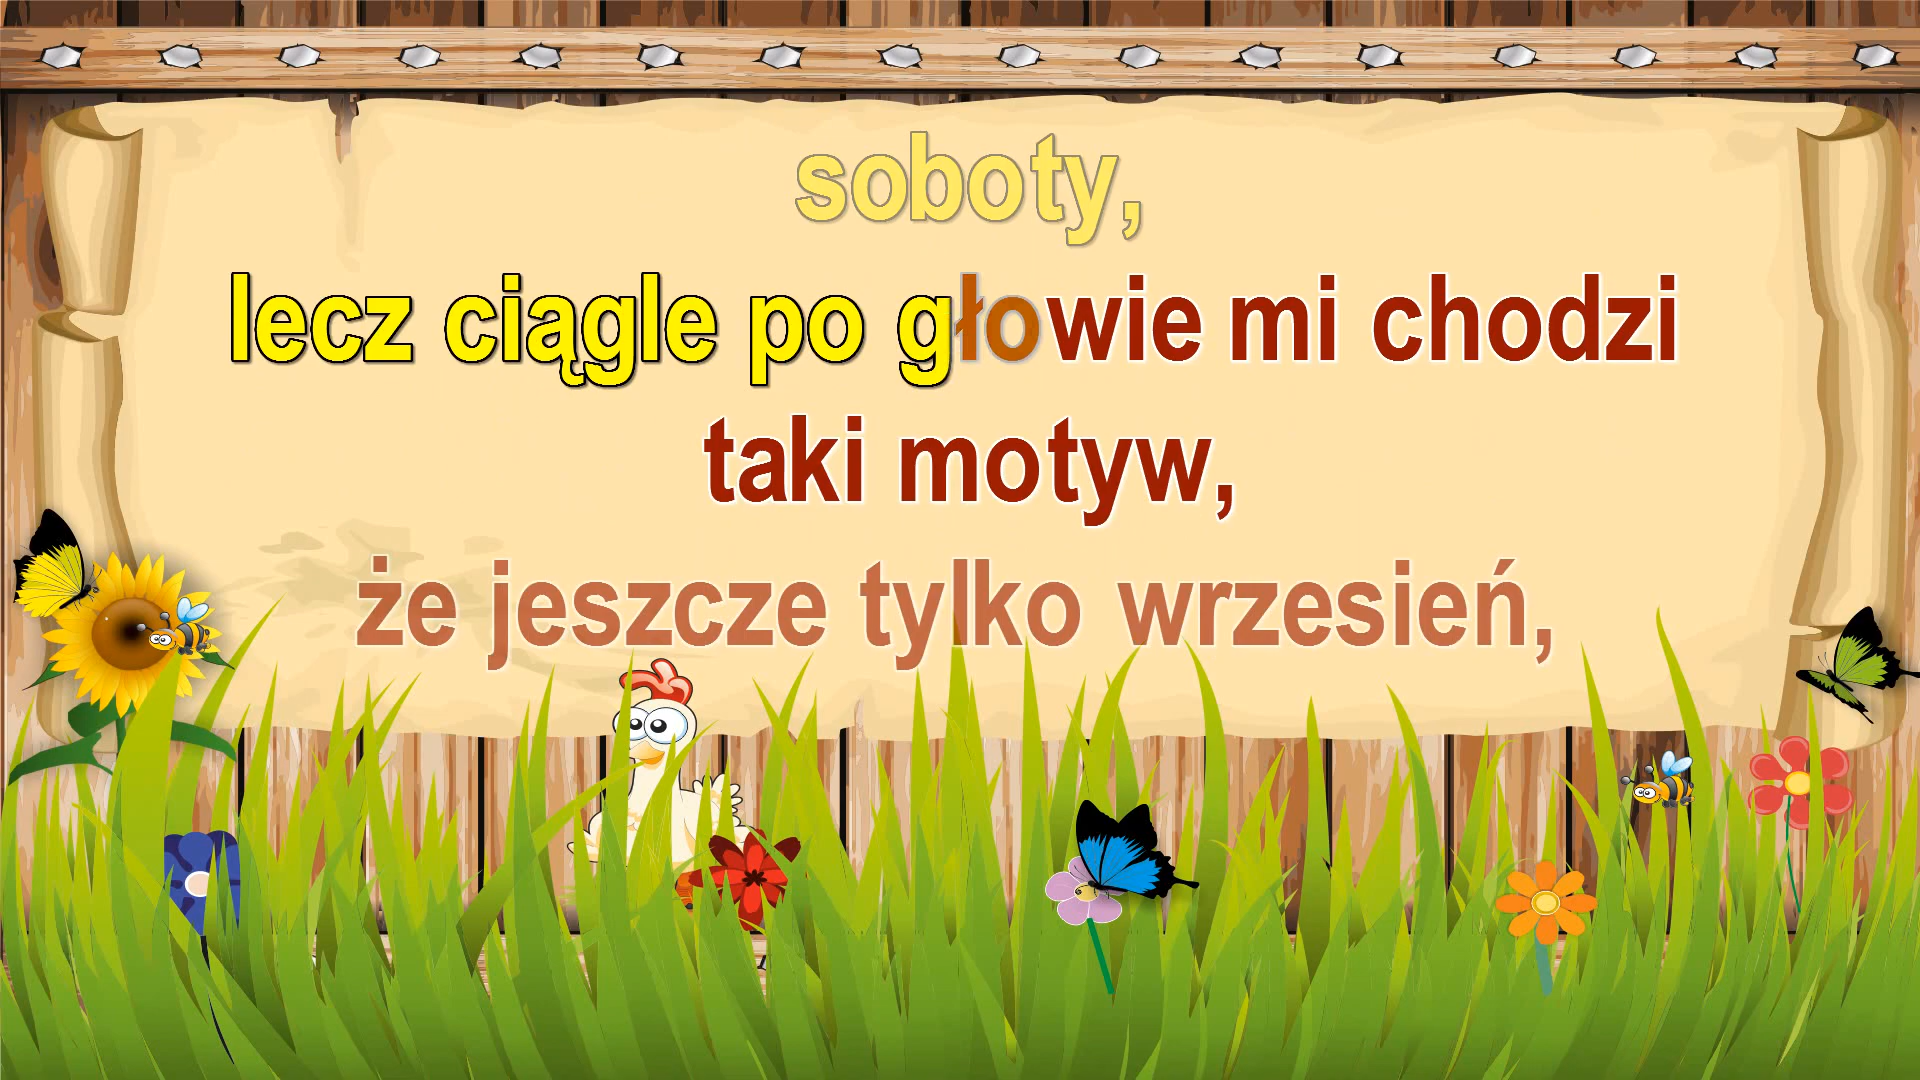 soboty,
lecz ciągle po głowie mi chodzi
taki motyw,
że jeszcze tylko wrzesień,